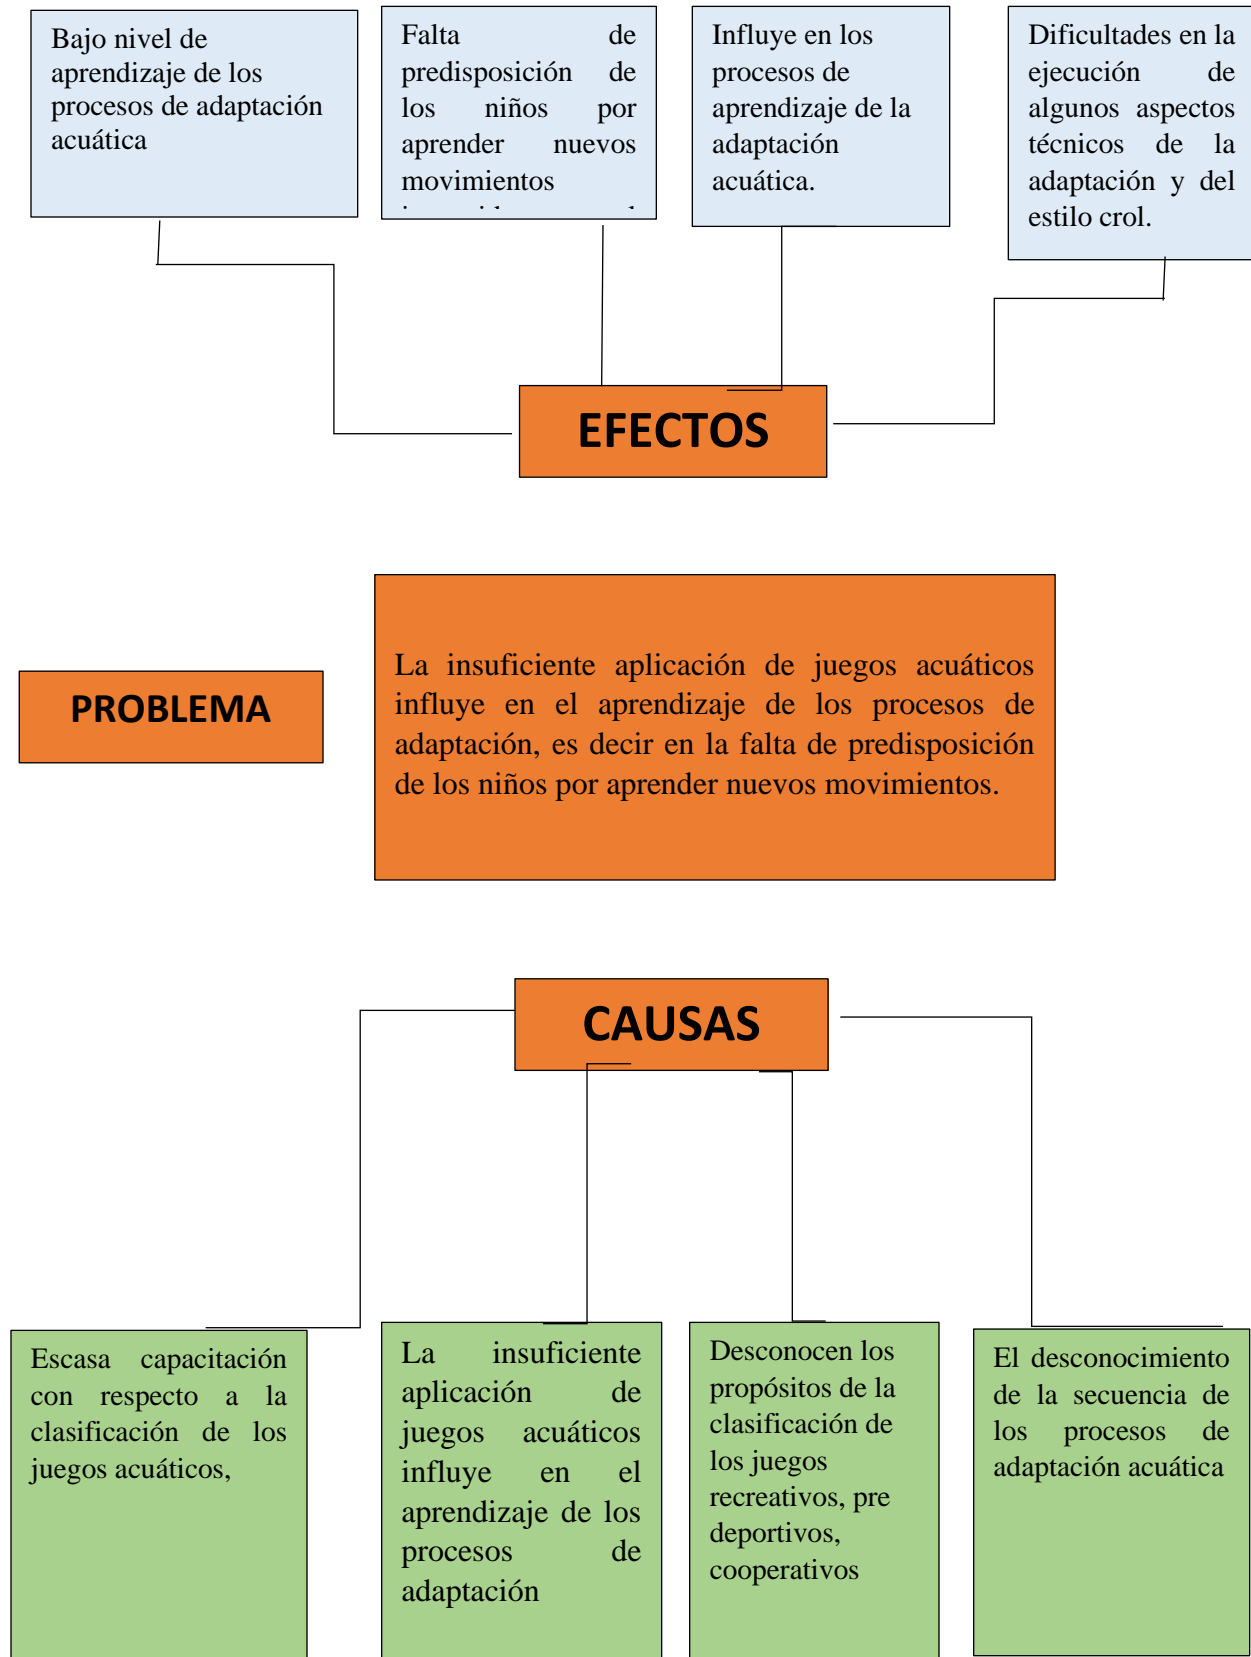 Bajo nivel de
aprendizaje de los
procesos de adaptación
acuática
Falta de
predisposición de
los niños por
aprender nuevos
movimientos
Influye en los
procesos de
aprendizaje de la
adaptación
acuática.
Dificultades en la
ejecución de
algunos aspectos
técnicos de la
adaptación y del
estilo crol.
EFECTOS
PROBLEMA
La insuficiente aplicación de juegos acuáticos
influye en el aprendizaje de los procesos de
adaptación, es decir en la falta de predisposición
de los niños por aprender nuevos movimientos.
CAUSAS
Escasa capacitación
con respecto a la
clasificación de los
juegos acuáticos,
La insuficiente
aplicación de
juegos acuáticos
influye en el
aprendizaje de los
procesos de
adaptación
Desconocen los
propósitos de la
clasificación de
los juegos
recreativos, pre
deportivos,
cooperativos
El desconocimiento
de la secuencia de
los procesos de
adaptación acuática